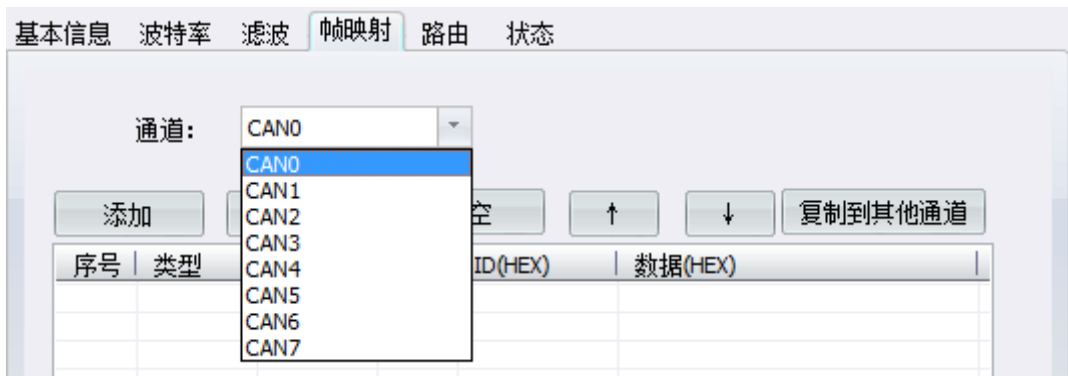 基本信息 波特率 滤波 帧映射 路由 状态
通道: CAN0
CAN0
CAN1
CAN2
CAN3
CAN4
CAN5
CAN6
CAN7
添加 空 ↑ ↓ 复制到其他通道
序号 类型 ID(HEX) 数据(HEX)